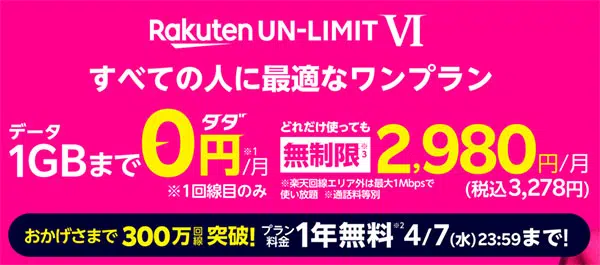 Rakuten UN-LIMIT VI
すべての人に最適なワンプラン
データ
1GBまで
タダ
0円※1/月
※1回線目のみ
どれだけ使っても
無制限※3
2,980円/月
※楽天回線エリア外は最大1Mbpsで
使い放題 ※通話料等別
(税込3,278円)
おかげさまで300万回線 突破! プラン料金1年無料※2 4/7(水)23:59まで!